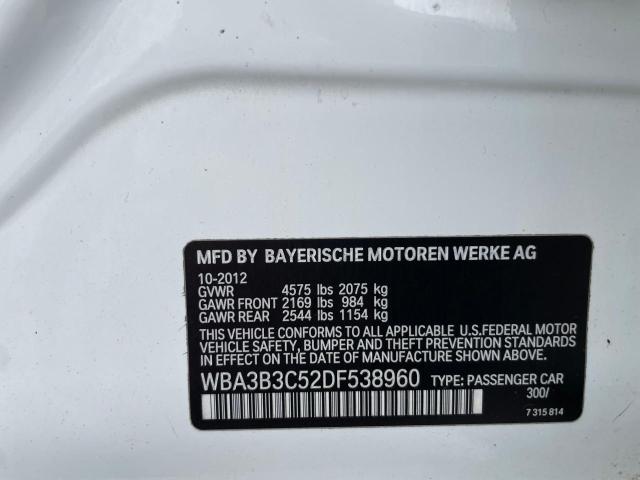 MFD BY BAYERISCHE MOTOREN WERKE AG
10-2012
GVWR 4575 lbs 2075 kg
GAWR FRONT 2169 lbs 984 kg
GAWR REAR 2544 lbs 1154 kg
THIS VEHICLE CONFORMS TO ALL APPLICABLE U.S.FEDERAL MOTOR
VEHICLE SAFETY, BUMPER AND THEFT PREVENTION STANDARDS IN
EFFECT ON THE DATE OF MANUFACTURE SHOWN ABOVE.
WBA3B3C52DF538960 TYPE: PASSENGER CAR
300/
7 315 814